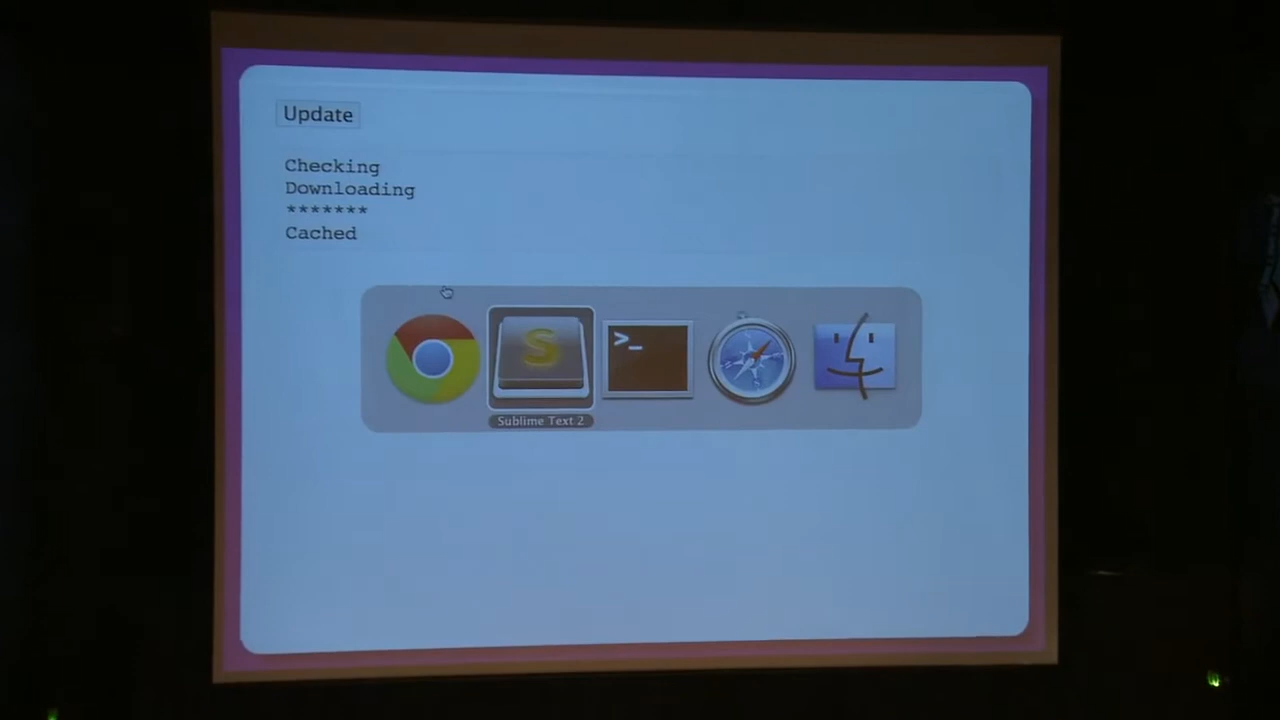 Update
Checking
Downloading
*******
Cached
S
>_
Sublime Text 2